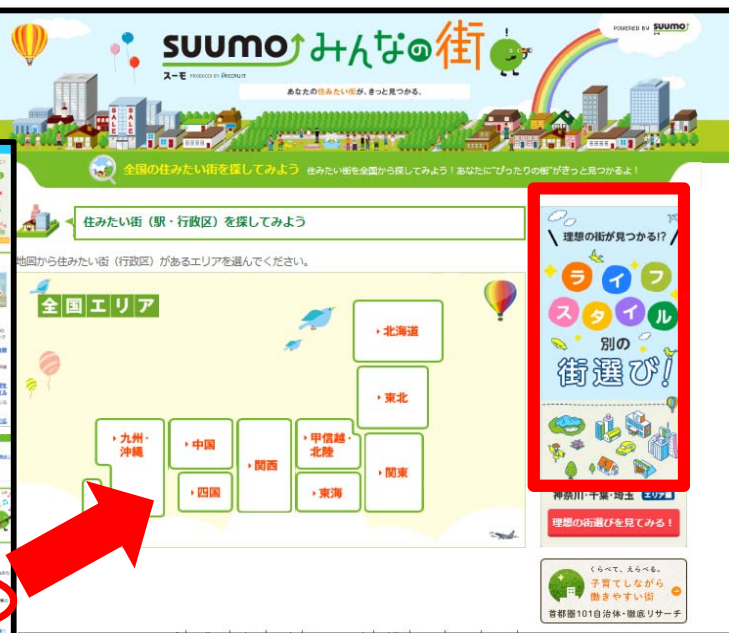 POWERED BY SUUMO
SUUMO みんなの街
スーモ PRODUCED BY RECRUIT
あなたの住みたい街が、きっと見つかる。
SALE
SALE
全国の住みたい街を探してみよう 住みたい街を全国から探してみよう！あなたに"ぴったりの街"がきっと見つかるよ！
住みたい街（駅・行政区）を探してみよう
地図から住みたい街（行政区）があるエリアを選んでください。
全国エリア
北海道
東北
九州・
沖縄
中国
関西
甲信越・
北陸
関東
四国
東海
理想の街が見つかる!?
ライフ
スタイル
別の
街選び!
神奈川・千葉・埼玉 エリア
理想の街選びを見てみる！
くらべて、えらべる。
子育てしながら
働きやすい街
首都圏101自治体・徹底リサーチ